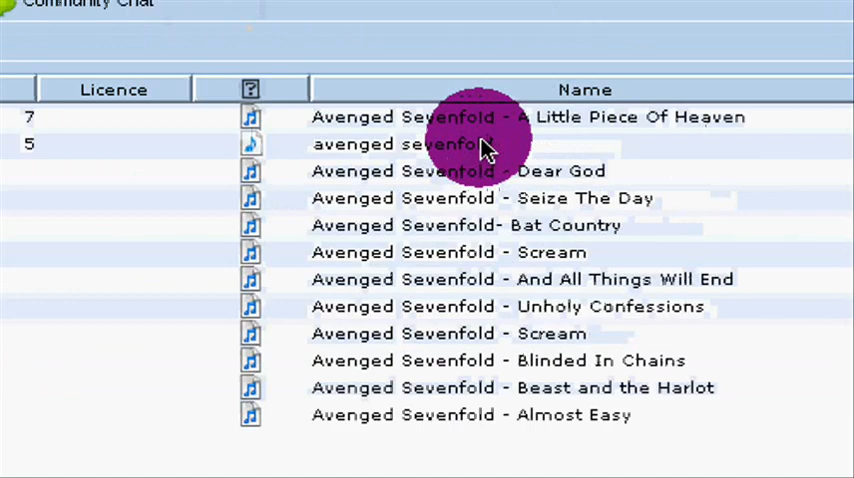 Community Chat
Licence ? Name
7 Avenged Sevenfold - A Little Piece Of Heaven
5 avenged sevenfold
Avenged Sevenfold - Dear God
Avenged Sevenfold - Seize The Day
Avenged Sevenfold- Bat Country
Avenged Sevenfold - Scream
Avenged Sevenfold - And All Things Will End
Avenged Sevenfold - Unholy Confessions
Avenged Sevenfold - Scream
Avenged Sevenfold - Blinded In Chains
Avenged Sevenfold - Beast and the Harlot
Avenged Sevenfold - Almost Easy